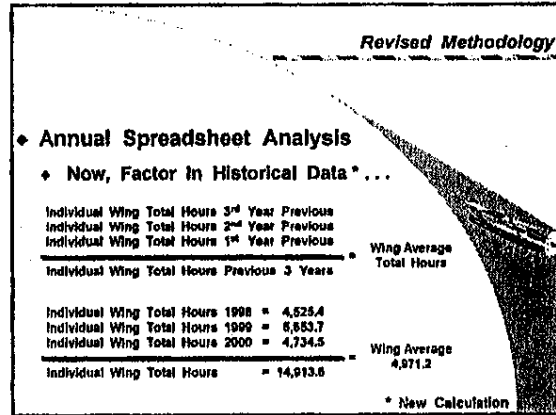 Revised Methodology
♦ Annual Spreadsheet Analysis
♦ Now, Factor In Historical Data* ...
Individual Wing Total Hours 3rd Year Previous
Individual Wing Total Hours 2nd Year Previous
Individual Wing Total Hours 1st Year Previous
Individual Wing Total Hours Previous 3 Years
= Wing Average
Total Hours
Individual Wing Total Hours 1998 = 4,525.4
Individual Wing Total Hours 1999 = 5,653.7
Individual Wing Total Hours 2000 = 4,734.5
Individual Wing Total Hours = 14,913.6
= Wing Average
4,971.2
* New Calculation